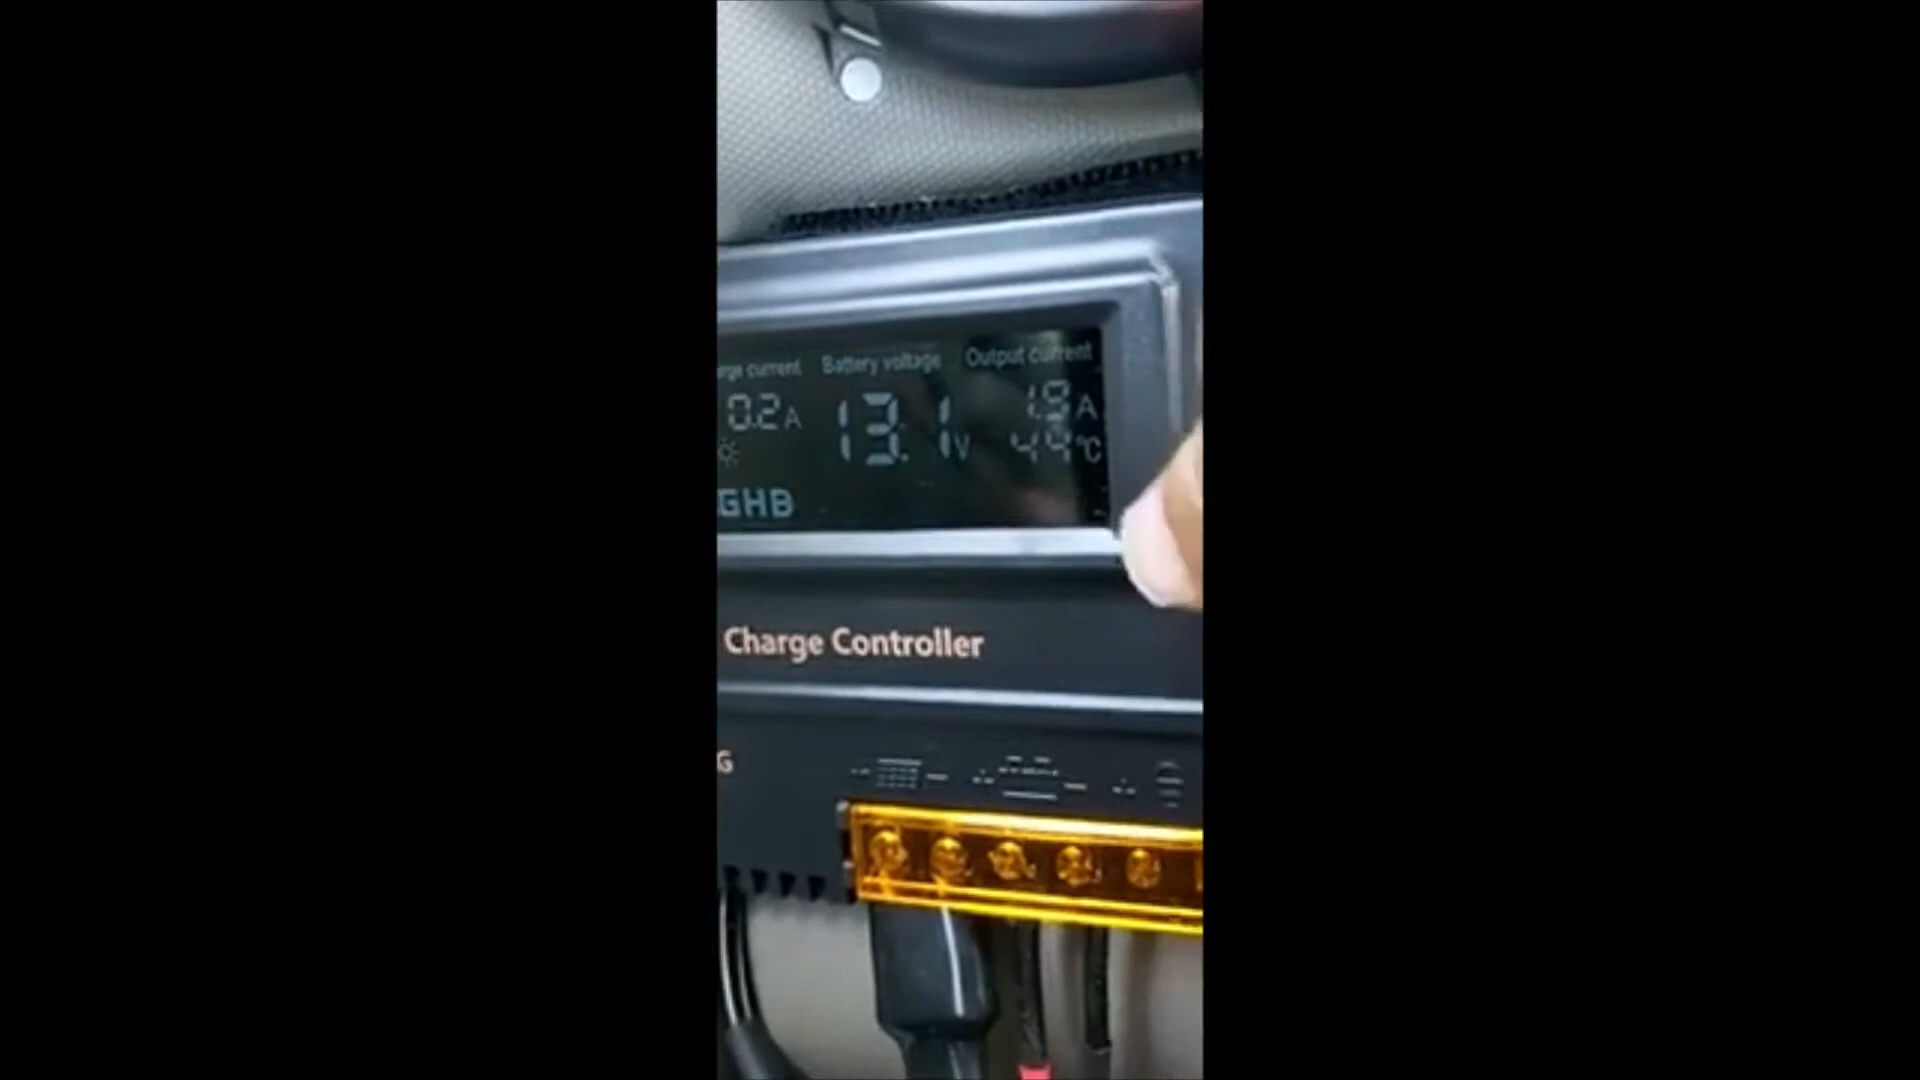 rge current Battery voltage Output current
0.2A 13.1V 1.9A
44°C
GHB
Charge Controller
G